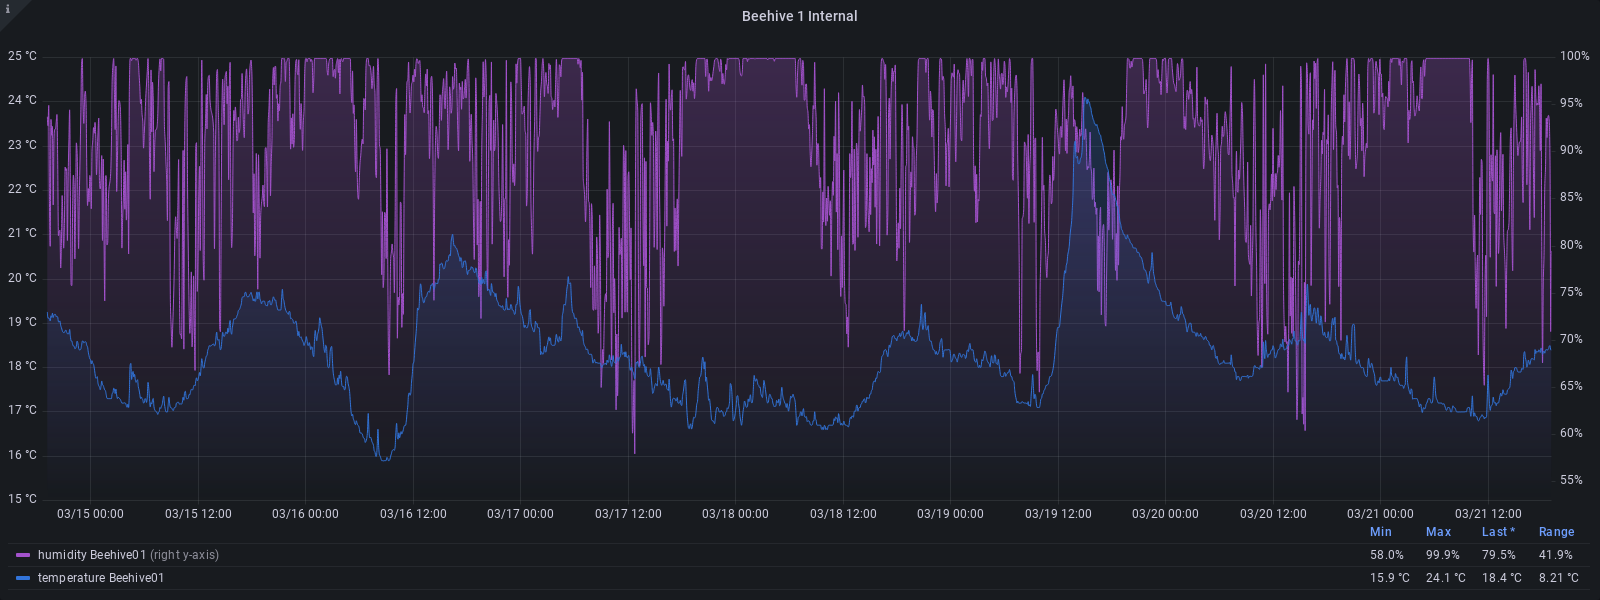 i
Beehive 1 Internal
25 °C 100%
24 °C 95%
23 °C 90%
22 °C 85%
21 °C 80%
20 °C 75%
19 °C 70%
18 °C 65%
17 °C 60%
16 °C 55%
15 °C
03/15 00:00 03/15 12:00 03/16 00:00 03/16 12:00 03/17 00:00 03/17 12:00 03/18 00:00 03/18 12:00 03/19 00:00 03/19 12:00 03/20 00:00 03/20 12:00 03/21 00:00 03/21 12:00
Min Max Last * Range
humidity Beehive01 (right y-axis) 58.0% 99.9% 79.5% 41.9%
temperature Beehive01 15.9 °C 24.1 °C 18.4 °C 8.21 °C